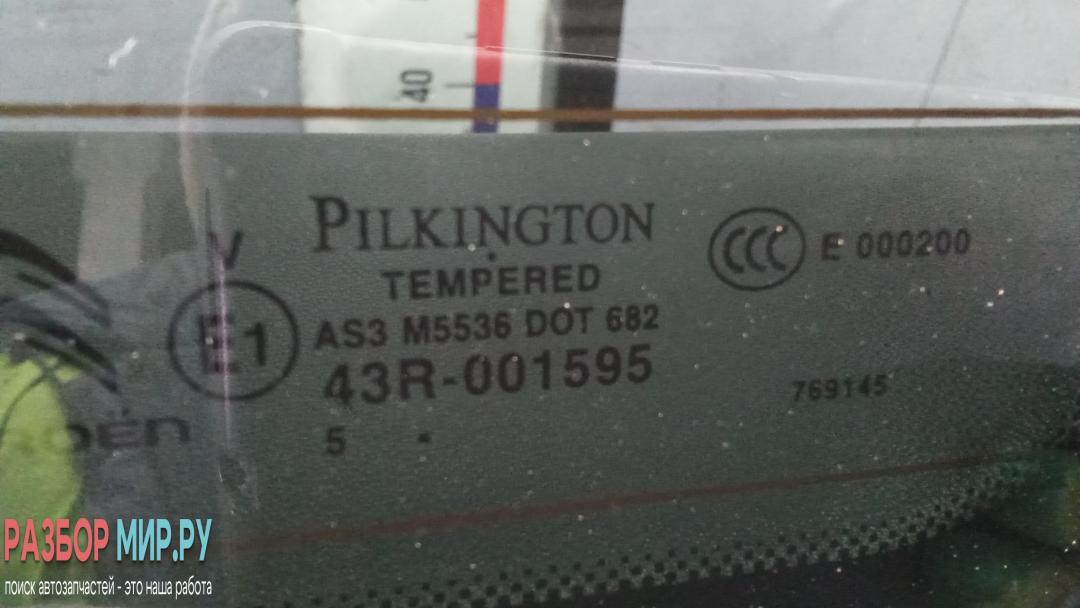 40
PILKINGTON
TEMPERED
V
E1
AS3 M5536 DOT 682
43R-001595
5 .
CCC E 000200
769145
РАЗБОР МИР.РУ
поиск автозапчастей - это наша работа